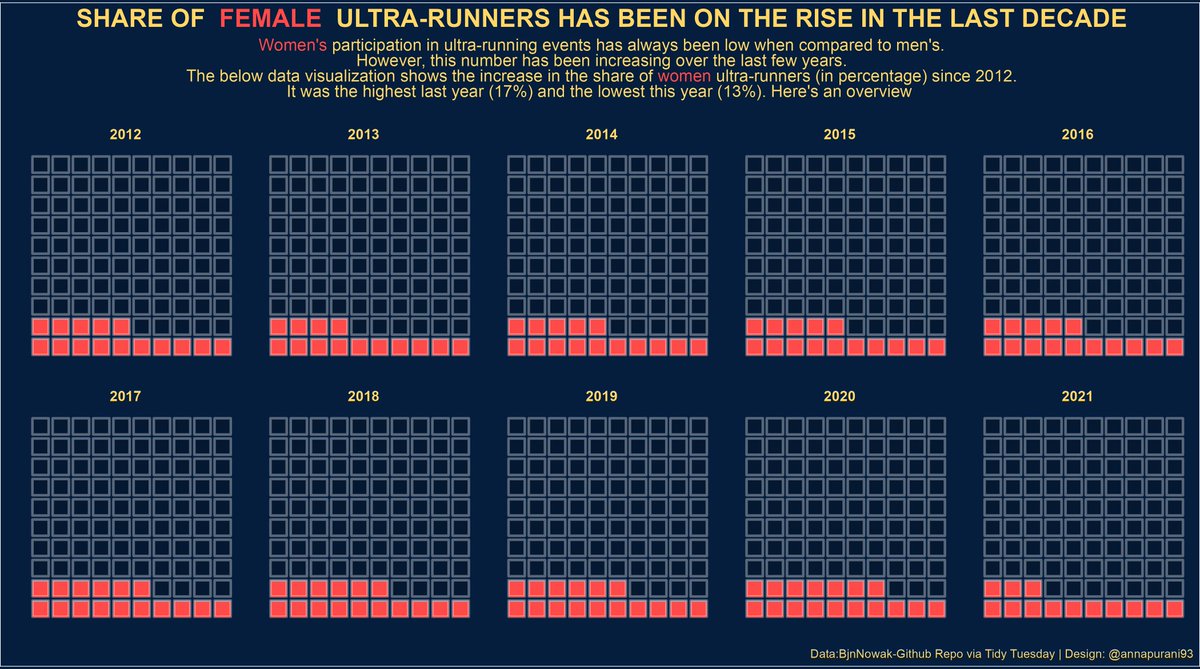 SHARE OF FEMALE ULTRA-RUNNERS HAS BEEN ON THE RISE IN THE LAST DECADE
Women's participation in ultra-running events has always been low when compared to men's.
However, this number has been increasing over the last few years.
The below data visualization shows the increase in the share of women ultra-runners (in percentage) since 2012.
It was the highest last year (17%) and the lowest this year (13%). Here's an overview
2012 2013 2014 2015 2016
2017 2018 2019 2020 2021
Data:BjnNowak-Github Repo via Tidy Tuesday | Design: @annapurani93